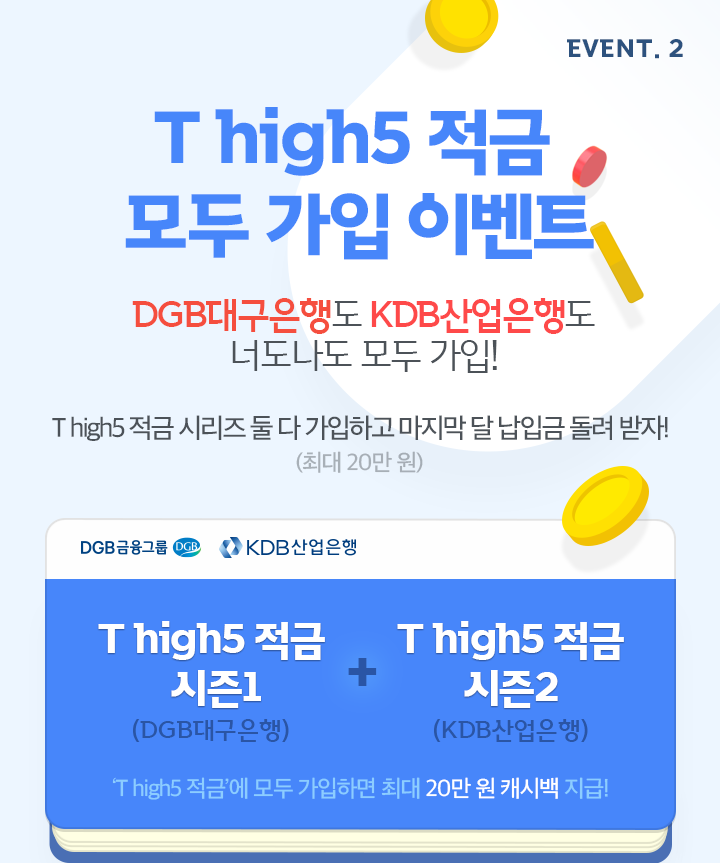 EVENT. 2
T high5 적금
모두 가입 이벤트
DGB대구은행도 KDB산업은행도
너도나도 모두 가입!
T high5 적금 시리즈 둘 다 가입하고 마지막 달 납입금 돌려 받자!
(최대 20만 원)
DGB금융그룹 DGB KDB산업은행
T high5 적금 + T high5 적금
시즌1 시즌2
(DGB대구은행) (KDB산업은행)
'T high5 적금'에 모두 가입하면 최대 20만 원 캐시백 지급!